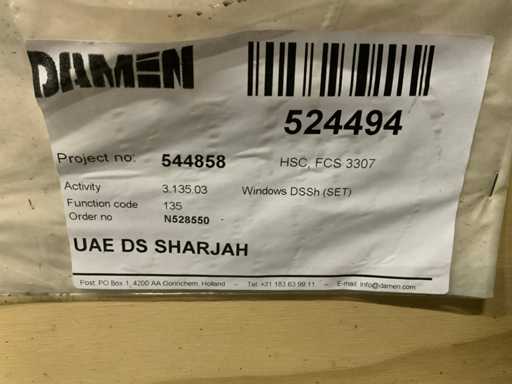 DAMEN
524494
Project no: 544858 HSC, FCS 3307
Activity 3.135.03 Windows DSSh (SET)
Function code 135
Order no N528550
UAE DS SHARJAH
Post: PO Box 1, 4200 AA Gorinchem, Holland – Tel: +31 183 63 99 11 – E-mail: info@damen.com